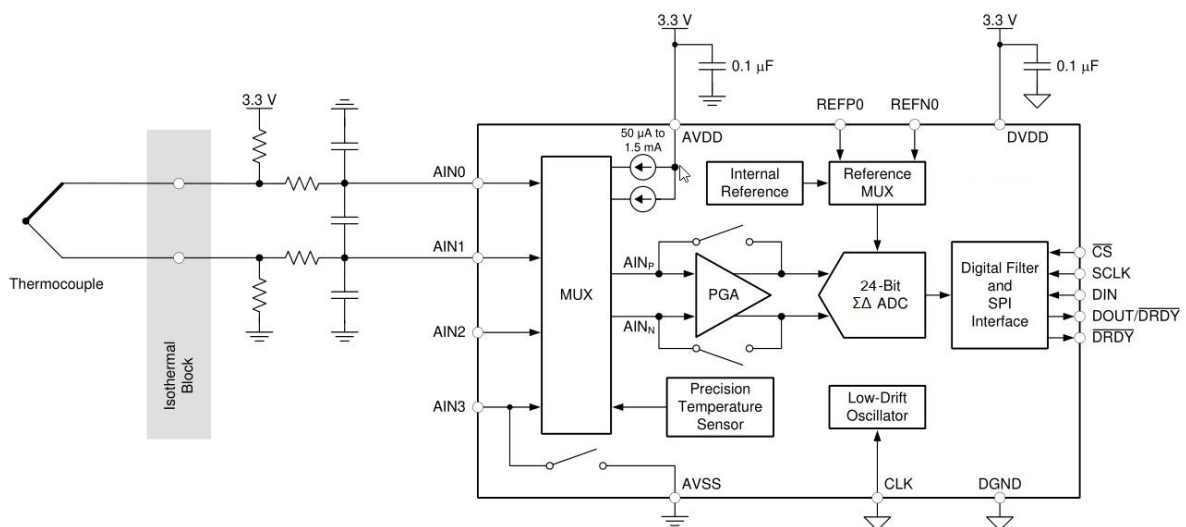 3.3 V
3.3 V
0.1 μF
0.1 μF
3.3 V
REFP0
REFN0
AVDD
DVDD
50 μA to
1.5 mA
AIN0
Internal
Reference
Reference
MUX
AIN1
AINP
CS
SCLK
DIN
DOUT/DRDY
DRDY
Thermocouple
MUX
PGA
24-Bit
ΣΔ ADC
Digital Filter
and
SPI
Interface
AINN
AIN2
Isothermal
Block
AIN3
Precision
Temperature
Sensor
Low-Drift
Oscillator
AVSS
CLK
DGND